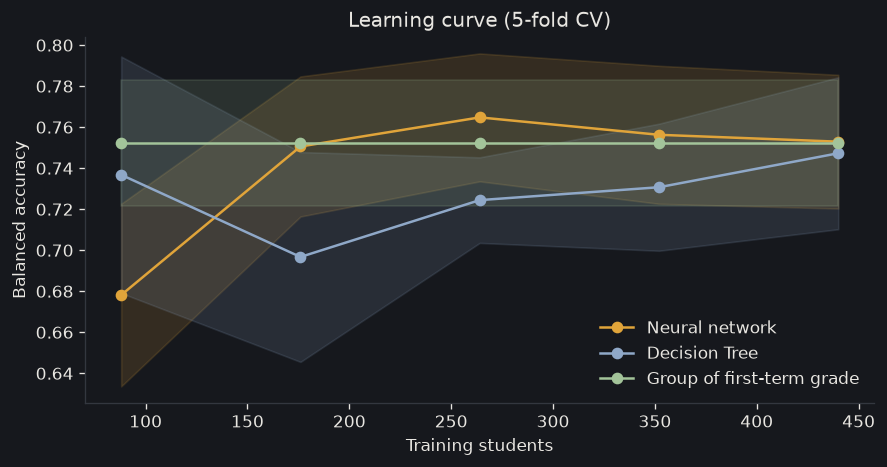 Learning curve (5-fold CV)
0.80
0.78
0.76
0.74
0.72
0.70
0.68
0.66
0.64
Balanced accuracy
Neural network
Decision Tree
Group of first-term grade
100 150 200 250 300 350 400 450
Training students